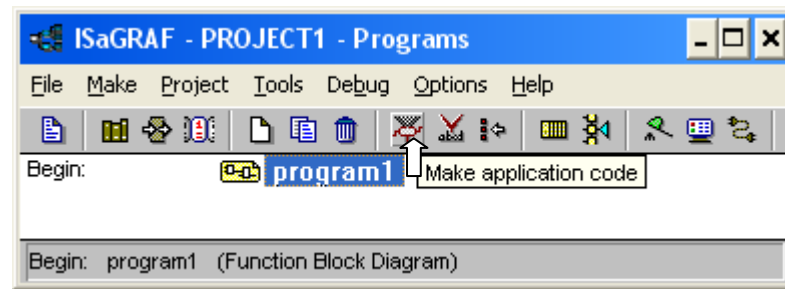 ISaGRAF - PROJECT1 - Programs
File Make Project Tools Debug Options Help
Begin: program1 Make application code
Begin: program1 (Function Block Diagram)